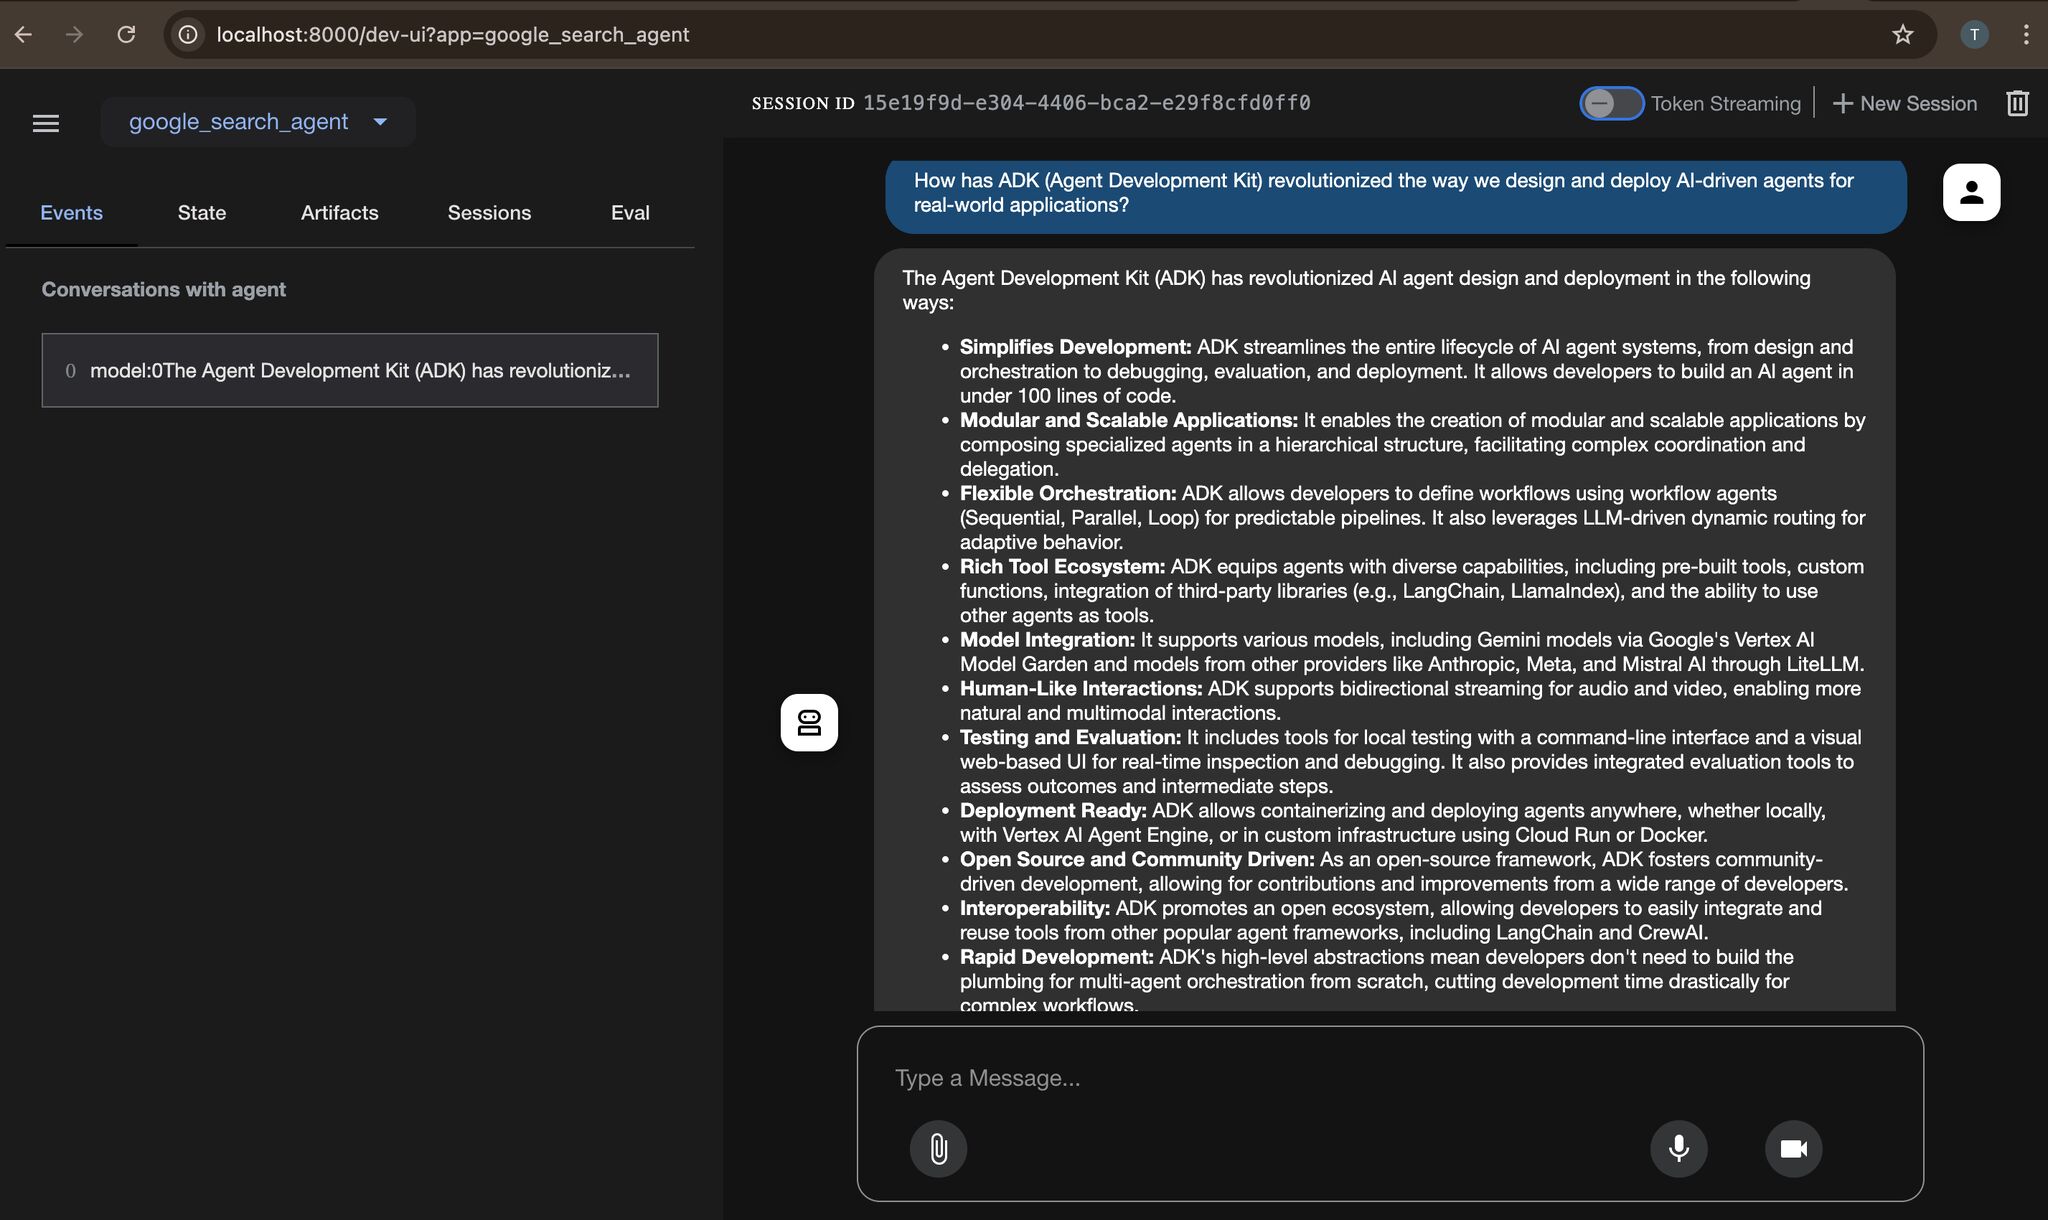 localhost:8000/dev-ui?app=google_search_agent
T
google_search_agent
SESSION ID 15e19f9d-e304-4406-bca2-e29f8cfd0ff0
Token Streaming
New Session
Events
State
Artifacts
Sessions
Eval
Conversations with agent
0 model:0The Agent Development Kit (ADK) has revolutioniz...
How has ADK (Agent Development Kit) revolutionized the way we design and deploy AI-driven agents for
real-world applications?
The Agent Development Kit (ADK) has revolutionized AI agent design and deployment in the following
ways:
• Simplifies Development: ADK streamlines the entire lifecycle of AI agent systems, from design and
orchestration to debugging, evaluation, and deployment. It allows developers to build an AI agent in
under 100 lines of code.
• Modular and Scalable Applications: It enables the creation of modular and scalable applications by
composing specialized agents in a hierarchical structure, facilitating complex coordination and
delegation.
• Flexible Orchestration: ADK allows developers to define workflows using workflow agents
(Sequential, Parallel, Loop) for predictable pipelines. It also leverages LLM-driven dynamic routing for
adaptive behavior.
• Rich Tool Ecosystem: ADK equips agents with diverse capabilities, including pre-built tools, custom
functions, integration of third-party libraries (e.g., LangChain, LlamaIndex), and the ability to use
other agents as tools.
• Model Integration: It supports various models, including Gemini models via Google's Vertex AI
Model Garden and models from other providers like Anthropic, Meta, and Mistral AI through LiteLLM.
• Human-Like Interactions: ADK supports bidirectional streaming for audio and video, enabling more
natural and multimodal interactions.
• Testing and Evaluation: It includes tools for local testing with a command-line interface and a visual
web-based UI for real-time inspection and debugging. It also provides integrated evaluation tools to
assess outcomes and intermediate steps.
• Deployment Ready: ADK allows containerizing and deploying agents anywhere, whether locally,
with Vertex AI Agent Engine, or in custom infrastructure using Cloud Run or Docker.
• Open Source and Community Driven: As an open-source framework, ADK fosters community-
driven development, allowing for contributions and improvements from a wide range of developers.
• Interoperability: ADK promotes an open ecosystem, allowing developers to easily integrate and
reuse tools from other popular agent frameworks, including LangChain and CrewAI.
• Rapid Development: ADK's high-level abstractions mean developers don't need to build the
plumbing for multi-agent orchestration from scratch, cutting development time drastically for
complex workflows.
Type a Message...